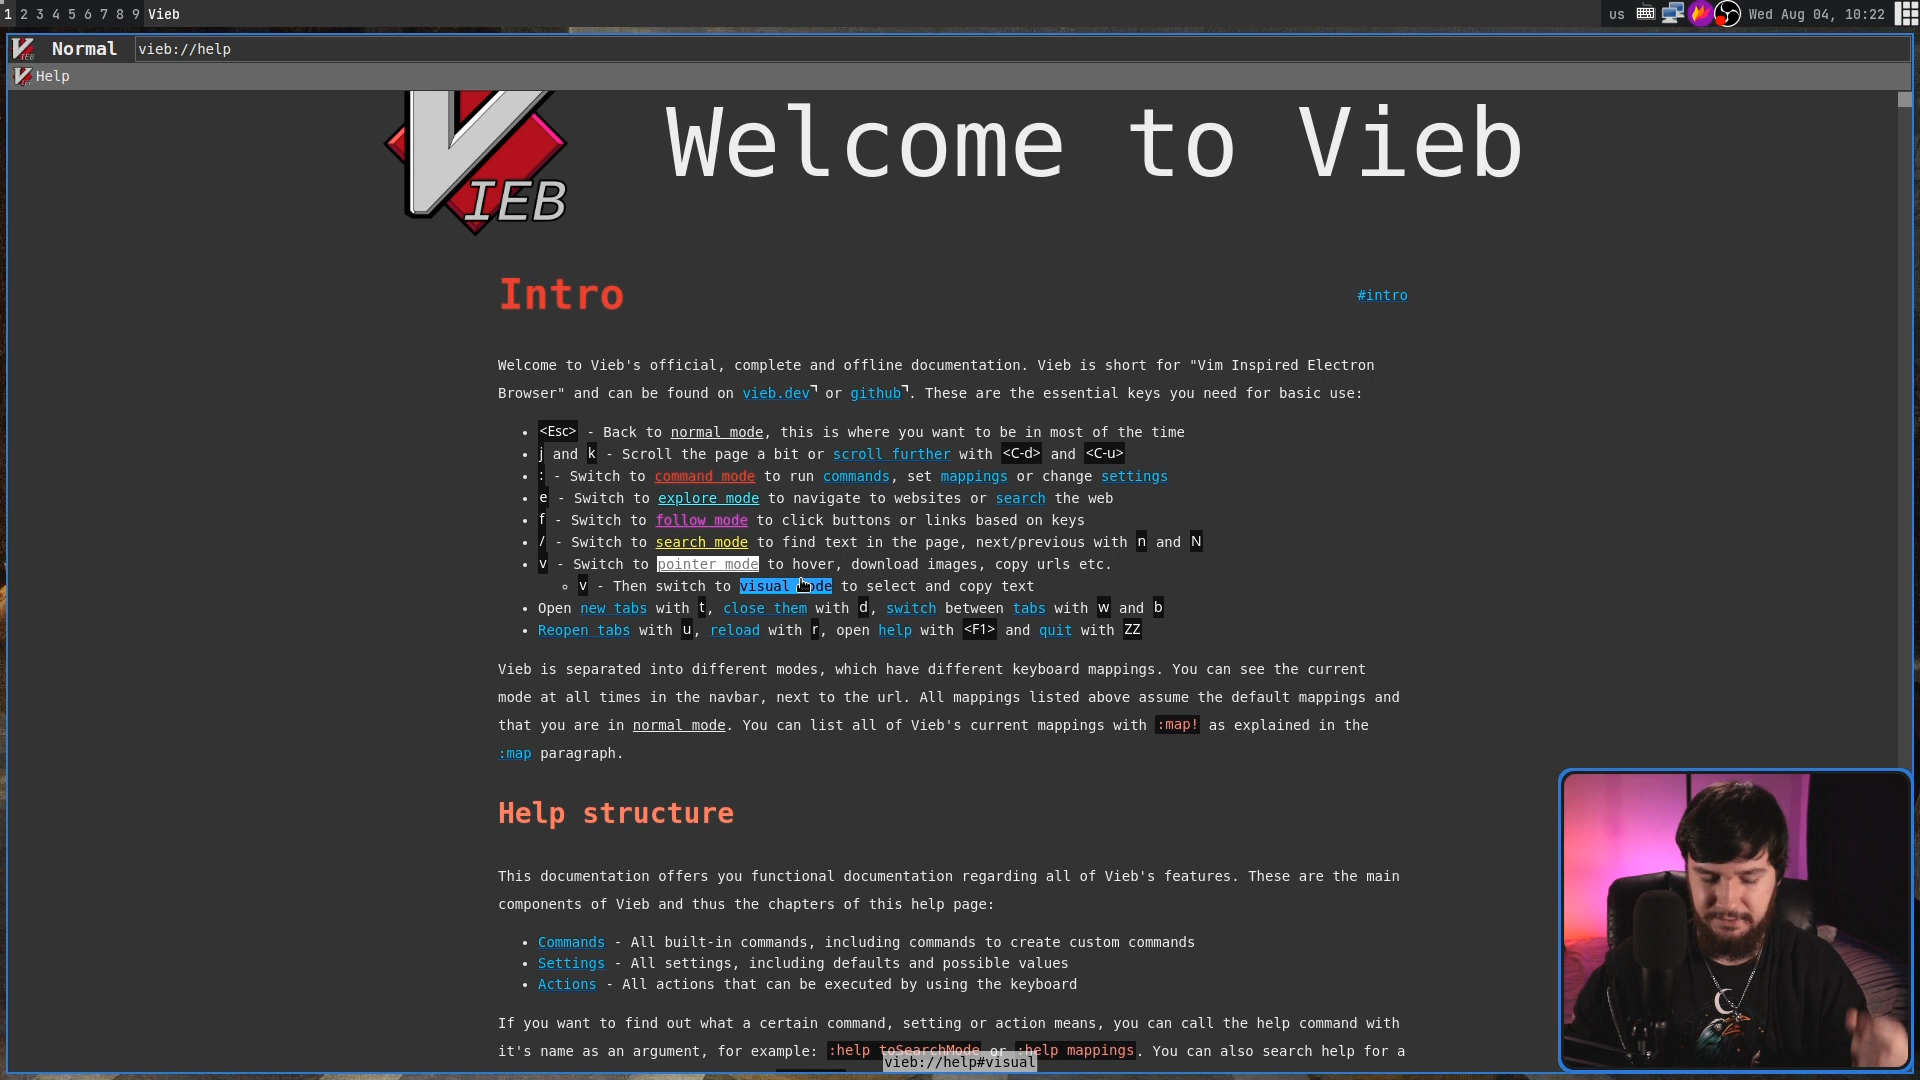 1 2 3 4 5 6 7 8 9 Vieb us Wed Aug 04, 10:22
VIEB Normal vieb://help
Help
VIEB Welcome to Vieb
Intro #intro
Welcome to Vieb's official, complete and offline documentation. Vieb is short for "Vim Inspired Electron
Browser" and can be found on vieb.dev or github. These are the essential keys you need for basic use:
• <Esc> - Back to normal mode, this is where you want to be in most of the time
• j and k - Scroll the page a bit or scroll further with <C-d> and <C-u>
• : - Switch to command mode to run commands, set mappings or change settings
• e - Switch to explore mode to navigate to websites or search the web
• f - Switch to follow mode to click buttons or links based on keys
• / - Switch to search mode to find text in the page, next/previous with n and N
• v - Switch to pointer mode to hover, download images, copy urls etc.
◦ v - Then switch to visual mode to select and copy text
• Open new tabs with t, close them with d, switch between tabs with w and b
• Reopen tabs with u, reload with r, open help with <F1> and quit with ZZ
Vieb is separated into different modes, which have different keyboard mappings. You can see the current
mode at all times in the navbar, next to the url. All mappings listed above assume the default mappings and
that you are in normal mode. You can list all of Vieb's current mappings with :map! as explained in the
:map paragraph.
Help structure
This documentation offers you functional documentation regarding all of Vieb's features. These are the main
components of Vieb and thus the chapters of this help page:
• Commands - All built-in commands, including commands to create custom commands
• Settings - All settings, including defaults and possible values
• Actions - All actions that can be executed by using the keyboard
If you want to find out what a certain command, setting or action means, you can call the help command with
it's name as an argument, for example: :help toSearchMode or :help mappings. You can also search help for a
vieb://help#visual